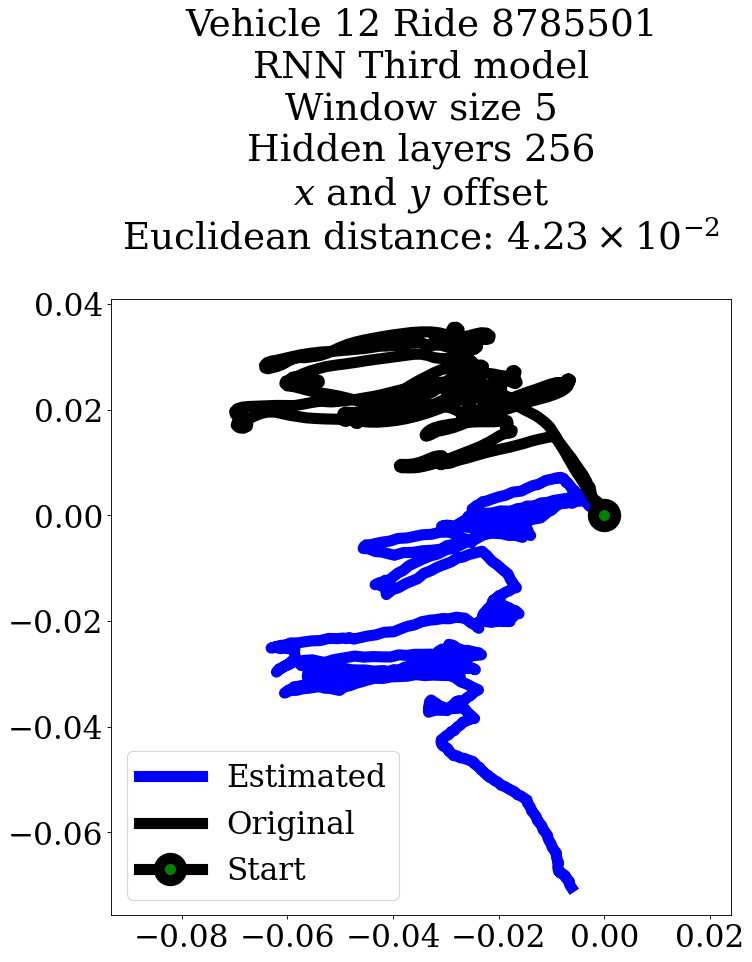 Vehicle 12 Ride 8785501
RNN Third model
Window size 5
Hidden layers 256
x and y offset
Euclidean distance: 4.23 × 10⁻²
0.04
0.02
0.00
−0.02
−0.04
−0.06
Estimated
Original
Start
−0.08 −0.06 −0.04 −0.02 0.00 0.02